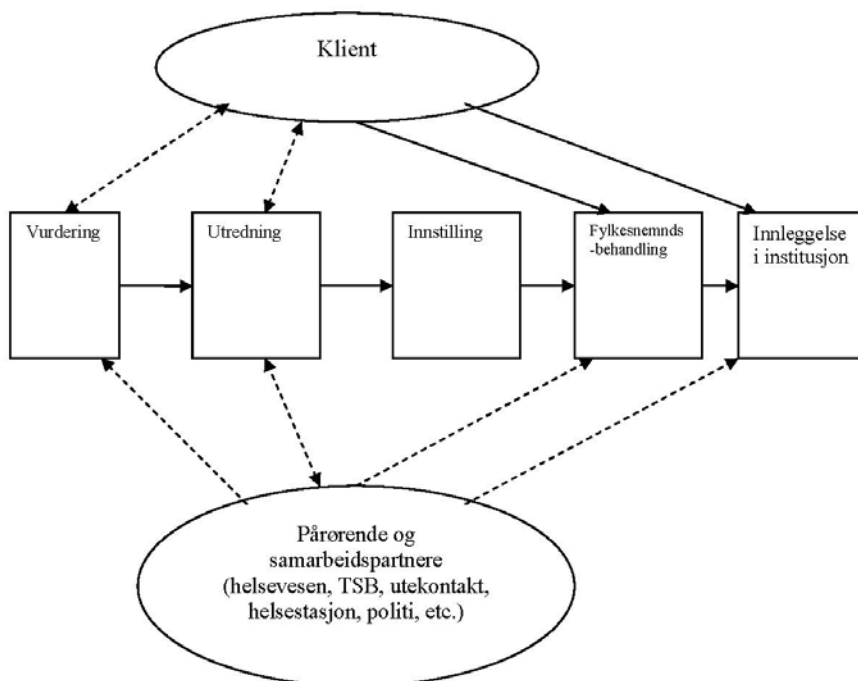 Klient
Vurdering
Utredning
Innstilling
Fylkesnemnds
-behandling
Innleggelse
i institusjon
Pårørende og
samarbeidspartnere
(helsevesen, TSB, utekontakt,
helsestasjon, politi, etc.)